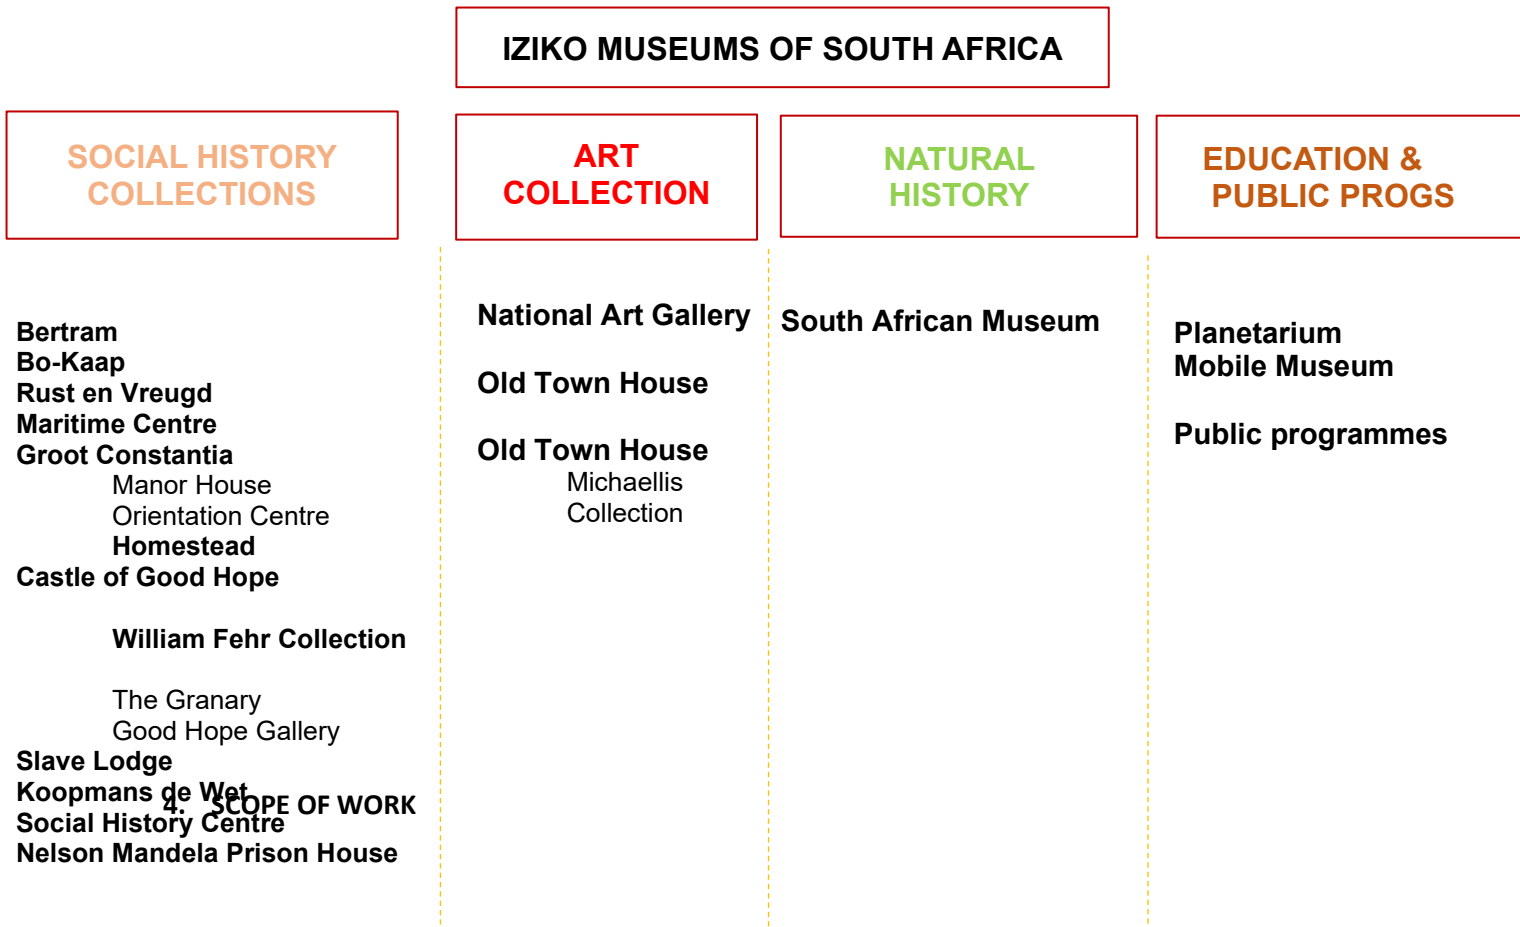 IZIKO MUSEUMS OF SOUTH AFRICA
SOCIAL HISTORY
COLLECTIONS
ART
COLLECTION
NATURAL
HISTORY
EDUCATION &
PUBLIC PROGS
Bertram
Bo-Kaap
Rust en Vreugd
Maritime Centre
Groot Constantia
Manor House
Orientation Centre
Homestead
Castle of Good Hope
William Fehr Collection
The Granary
Good Hope Gallery
Slave Lodge
Koopmans de Wet
4. SCOPE OF WORK
Social History Centre
Nelson Mandela Prison House
National Art Gallery
Old Town House
Old Town House
Michaellis
Collection
South African Museum
Planetarium
Mobile Museum
Public programmes